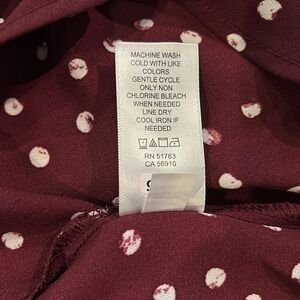 MACHINE WASH
COLD WITH LIKE
COLORS
GENTLE CYCLE
ONLY NON
CHLORINE BLEACH
WHEN NEEDED
LINE DRY
COOL IRON IF
NEEDED
RN 51763
CA 56910